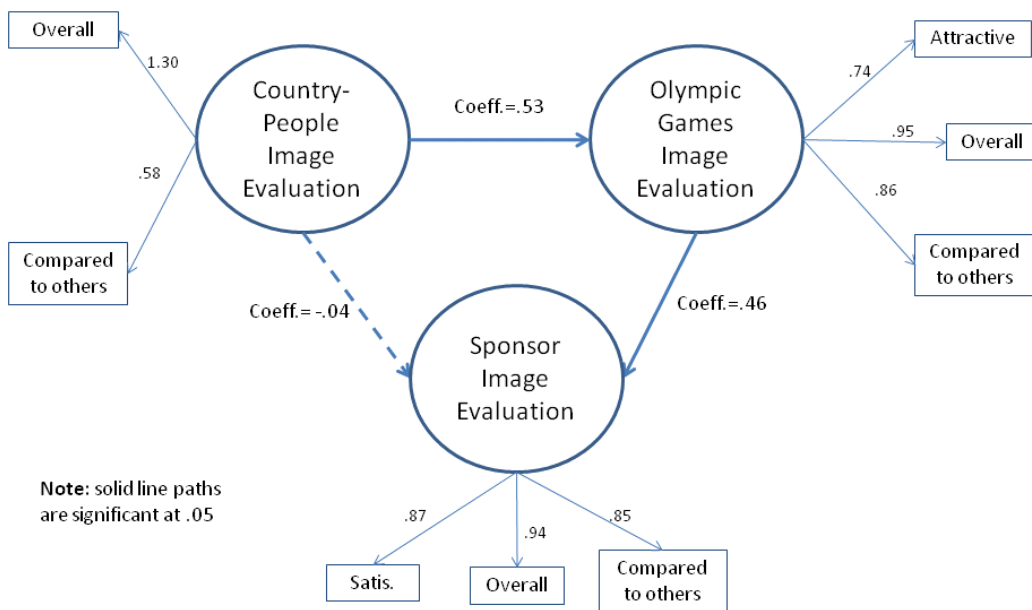 Overall
1.30
.58
Compared
to others
Country-
People
Image
Evaluation
Coeff.=.53
Olympic
Games
Image
Evaluation
Attractive
.74
.95
Overall
.86
Compared
to others
Coeff.= -.04
Coeff.=.46
Sponsor
Image
Evaluation
Note: solid line paths
are significant at .05
.87
.94
.85
Satis.
Overall
Compared
to others